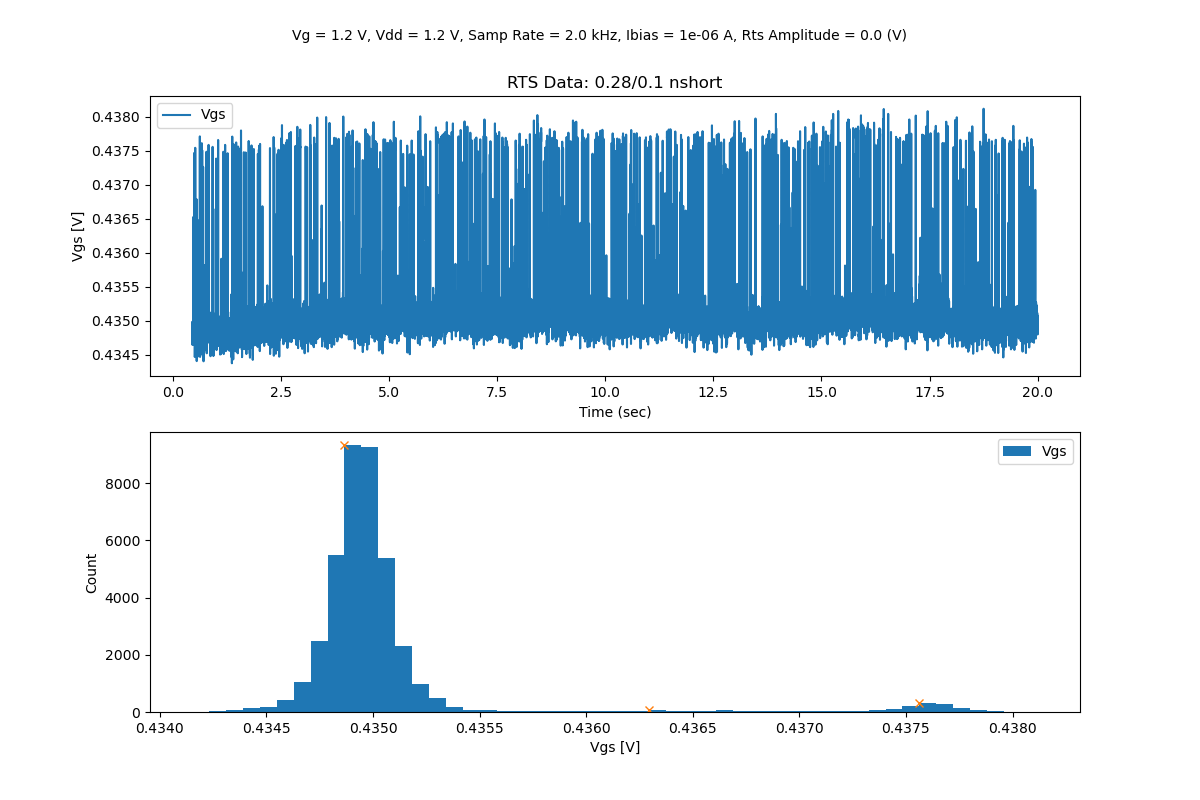 Vg = 1.2 V, Vdd = 1.2 V, Samp Rate = 2.0 kHz, Ibias = 1e-06 A, Rts Amplitude = 0.0 (V)
RTS Data: 0.28/0.1 nshort
Vgs
Vgs [V]
0.4380
0.4375
0.4370
0.4365
0.4360
0.4355
0.4350
0.4345
0.0 2.5 5.0 7.5 10.0 12.5 15.0 17.5 20.0
Time (sec)
Vgs
Count
8000
6000
4000
2000
0
0.4340 0.4345 0.4350 0.4355 0.4360 0.4365 0.4370 0.4375 0.4380
Vgs [V]